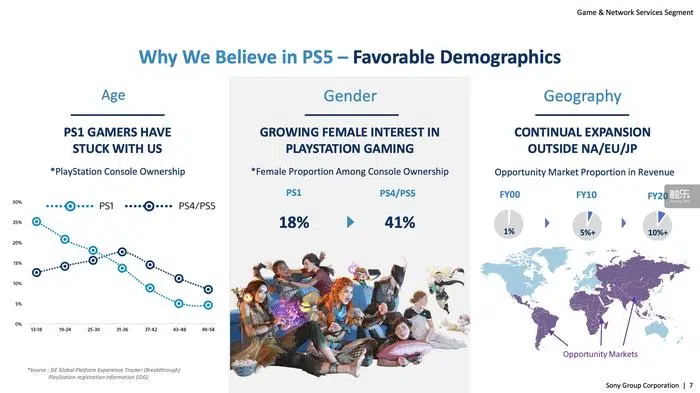 Game & Network Services Segment
Why We Believe in PS5 – Favorable Demographics
Age
PS1 GAMERS HAVE
STUCK WITH US
*PlayStation Console Ownership
30%
PS1
PS4/PS5
25%
20%
15%
10%
5%
0%
13-18
19-24
25-30
31-36
37-42
43-48
49-54
*Source : SIE Global Platform Experience Tracker (Breakthrough)
PlayStation registration information (IDG)
Gender
GROWING FEMALE INTEREST IN
PLAYSTATION GAMING
*Female Proportion Among Console Ownership
PS1
PS4/PS5
18%
41%
Geography
CONTINUAL EXPANSION
OUTSIDE NA/EU/JP
Opportunity Market Proportion in Revenue
FY00
FY10
FY20
触乐
1%
5%+
10%+
Opportunity Markets
Sony Group Corporation | 7